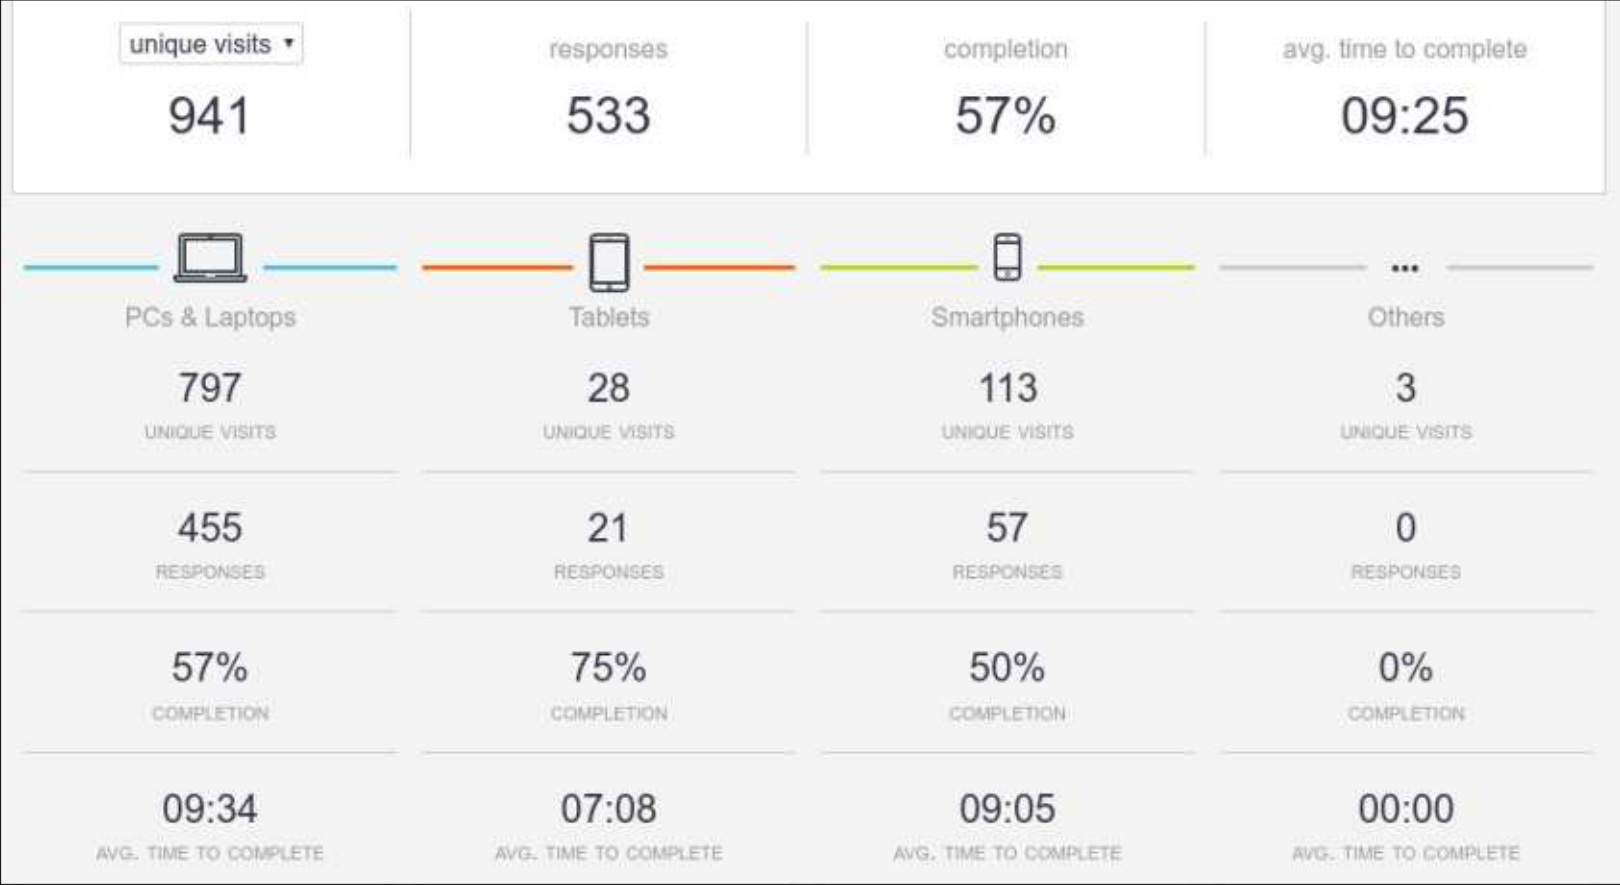 unique visits ▾ responses completion avg. time to complete
941 533 57% 09:25
PCs & Laptops Tablets Smartphones Others
797 28 113 3
UNIQUE VISITS UNIQUE VISITS UNIQUE VISITS UNIQUE VISITS
455 21 57 0
RESPONSES RESPONSES RESPONSES RESPONSES
57% 75% 50% 0%
COMPLETION COMPLETION COMPLETION COMPLETION
09:34 07:08 09:05 00:00
AVG. TIME TO COMPLETE AVG. TIME TO COMPLETE AVG. TIME TO COMPLETE AVG. TIME TO COMPLETE